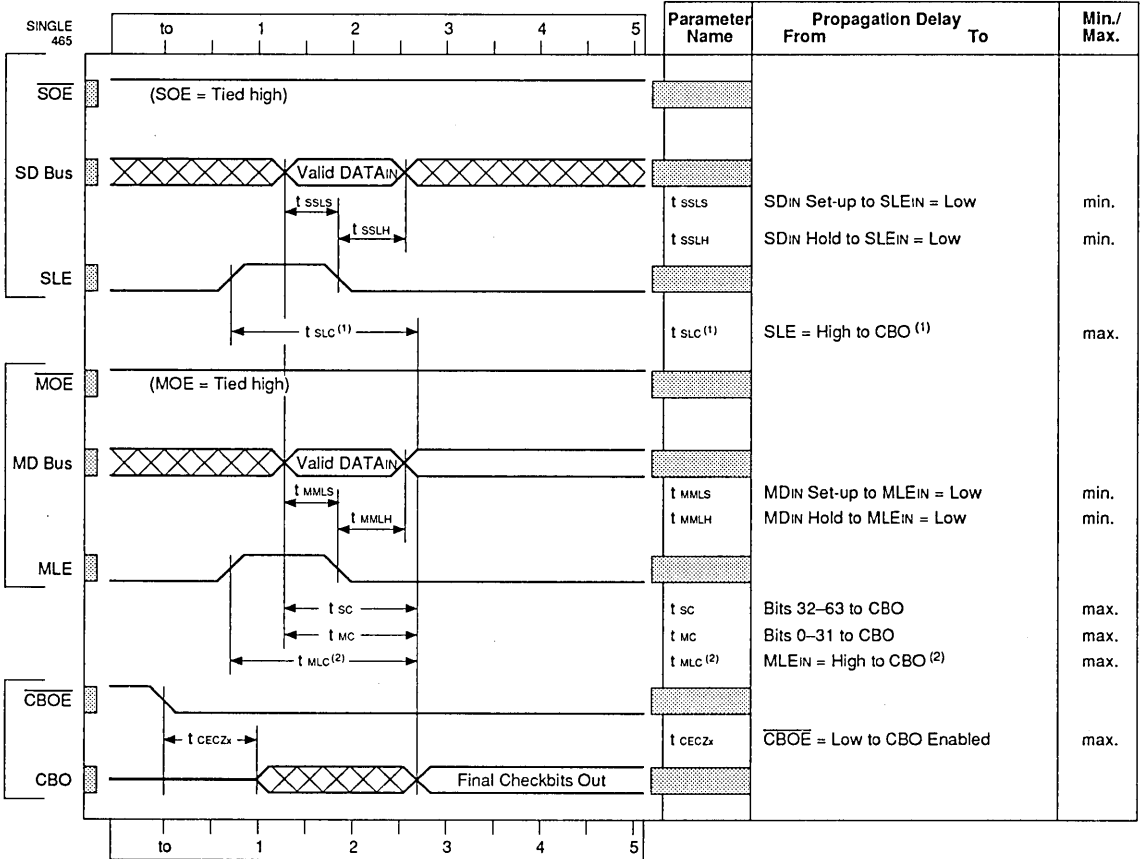 SINGLE 465
to 1 2 3 4 5
Parameter Name
Propagation Delay
From To
Min./ Max.
SOE
(SOE = Tied high)
SD Bus
Valid DATAIN
t SSLS
t SSLS SDIN Set-up to SLEIN = Low min.
t SSLH
t SSLH SDIN Hold to SLEIN = Low min.
SLE
t SLC (1)
t SLC (1) SLE = High to CBO (1) max.
MOE
(MOE = Tied high)
MD Bus
Valid DATAIN
t MMLS
t MMLS MDIN Set-up to MLEIN = Low min.
t MMLH
t MMLH MDIN Hold to MLEIN = Low min.
MLE
t SC
t SC Bits 32–63 to CBO max.
t MC
t MC Bits 0–31 to CBO max.
t MLC (2)
t MLC (2) MLEIN = High to CBO (2) max.
CBOE
t CECZx
t CECZx CBOE = Low to CBO Enabled max.
CBO
Final Checkbits Out
to 1 2 3 4 5